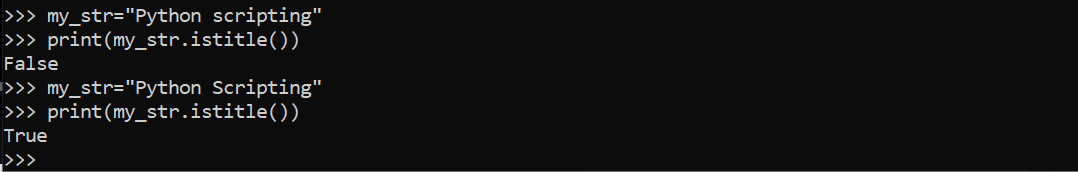 >>> my_str="Python scripting"
>>> print(my_str.istitle())
False
>>> my_str="Python Scripting"
>>> print(my_str.istitle())
True
>>>